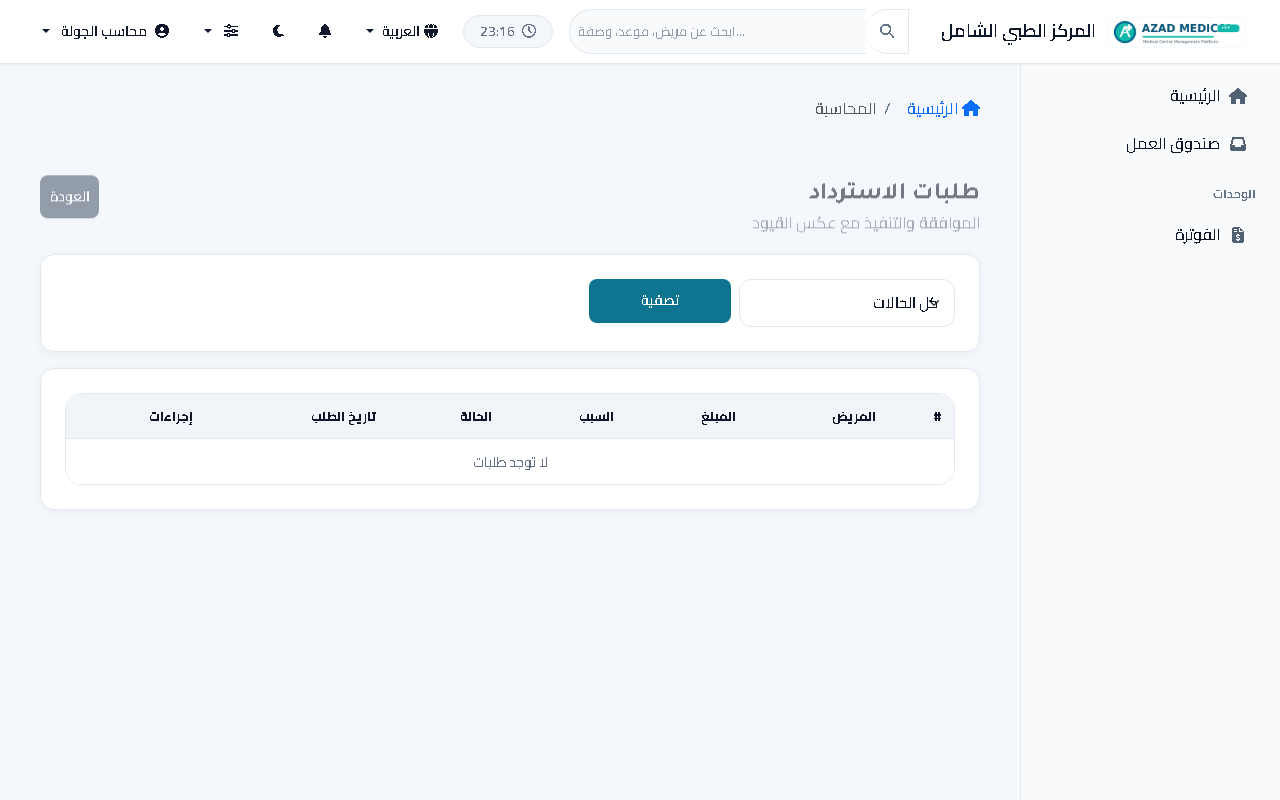 AZAD MEDIC
Medical Centre Management Platform
المركز الطبي الشامل
ابحث عن مريض، موعد، وصفة...
23:16
العربية
محاسب الجولة
الرئيسية
صندوق العمل
الوحدات
الفوترة
الرئيسية / المحاسبة
طلبات الاسترداد
العودة
الموافقة والتنفيذ مع عكس القيود
كل الحالات
تصفية
# المريض المبلغ السبب الحالة تاريخ الطلب إجراءات
لا توجد طلبات